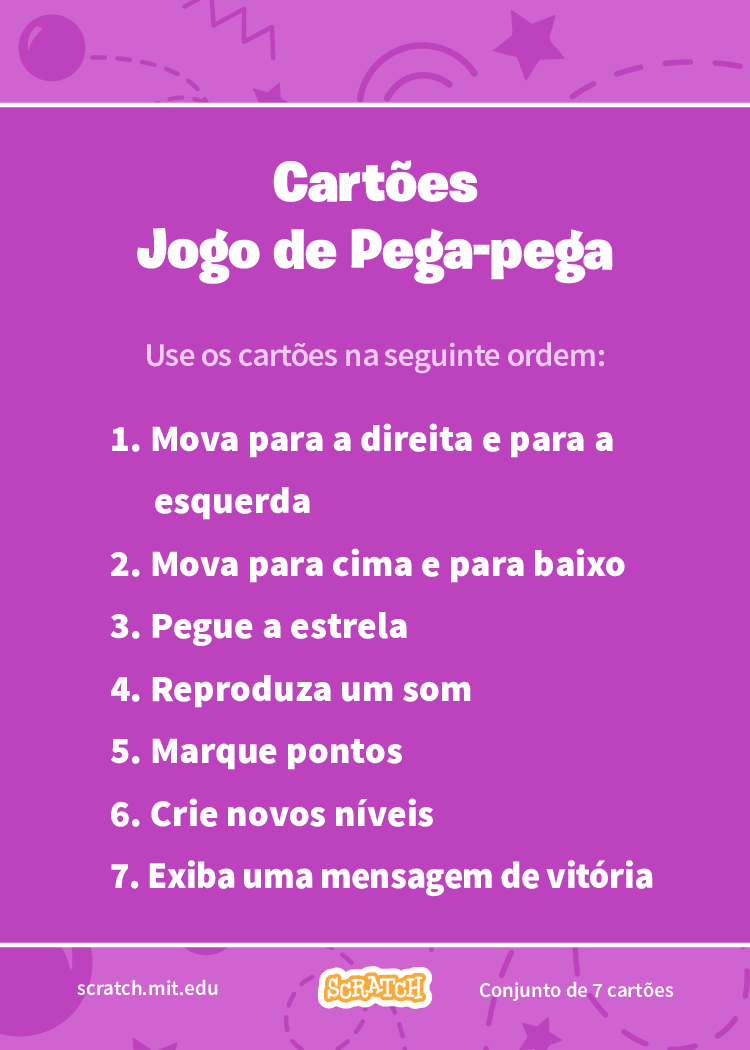 Cartões
Jogo de Pega-pega
Use os cartões na seguinte ordem:
1. Mova para a direita e para a
esquerda
2. Mova para cima e para baixo
3. Pegue a estrela
4. Reproduza um som
5. Marque pontos
6. Crie novos níveis
7. Exiba uma mensagem de vitória
scratch.mit.edu
SCRATCH
Conjunto de 7 cartões